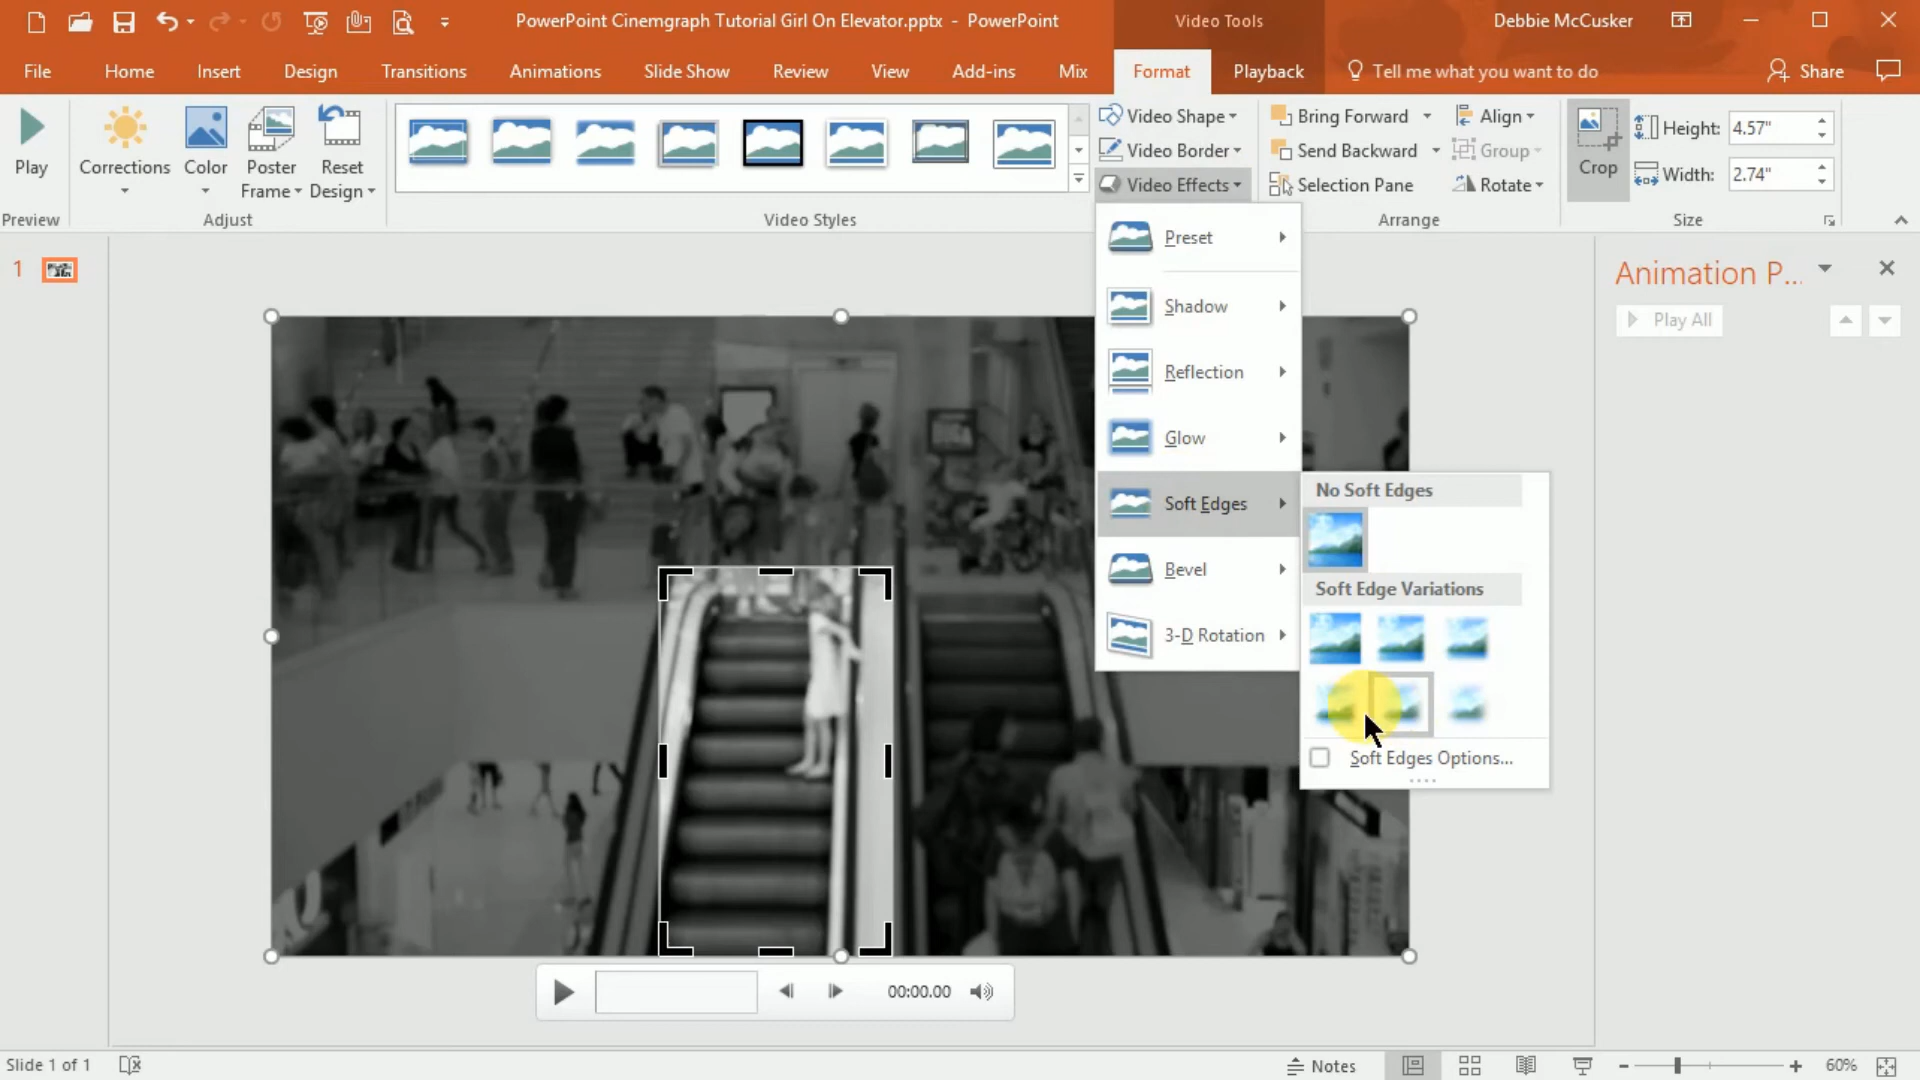 PowerPoint Cinemgraph Tutorial Girl On Elevator.pptx - PowerPoint
Video Tools
Debbie McCusker
File
Home
Insert
Design
Transitions
Animations
Slide Show
Review
View
Add-ins
Mix
Format
Playback
Tell me what you want to do
Share
Play
Corrections
Color
Poster
Frame
Reset
Design
Video Shape
Video Border
Video Effects
Bring Forward
Send Backward
Selection Pane
Align
Group
Rotate
Crop
Height: 4.57"
Width: 2.74"
Preview
Adjust
Video Styles
Arrange
Size
Preset
Shadow
Reflection
Glow
Soft Edges
Bevel
3-D Rotation
No Soft Edges
Soft Edge Variations
Soft Edges Options...
1
Animation P...
Play All
00:00.00
Slide 1 of 1
Notes
60%